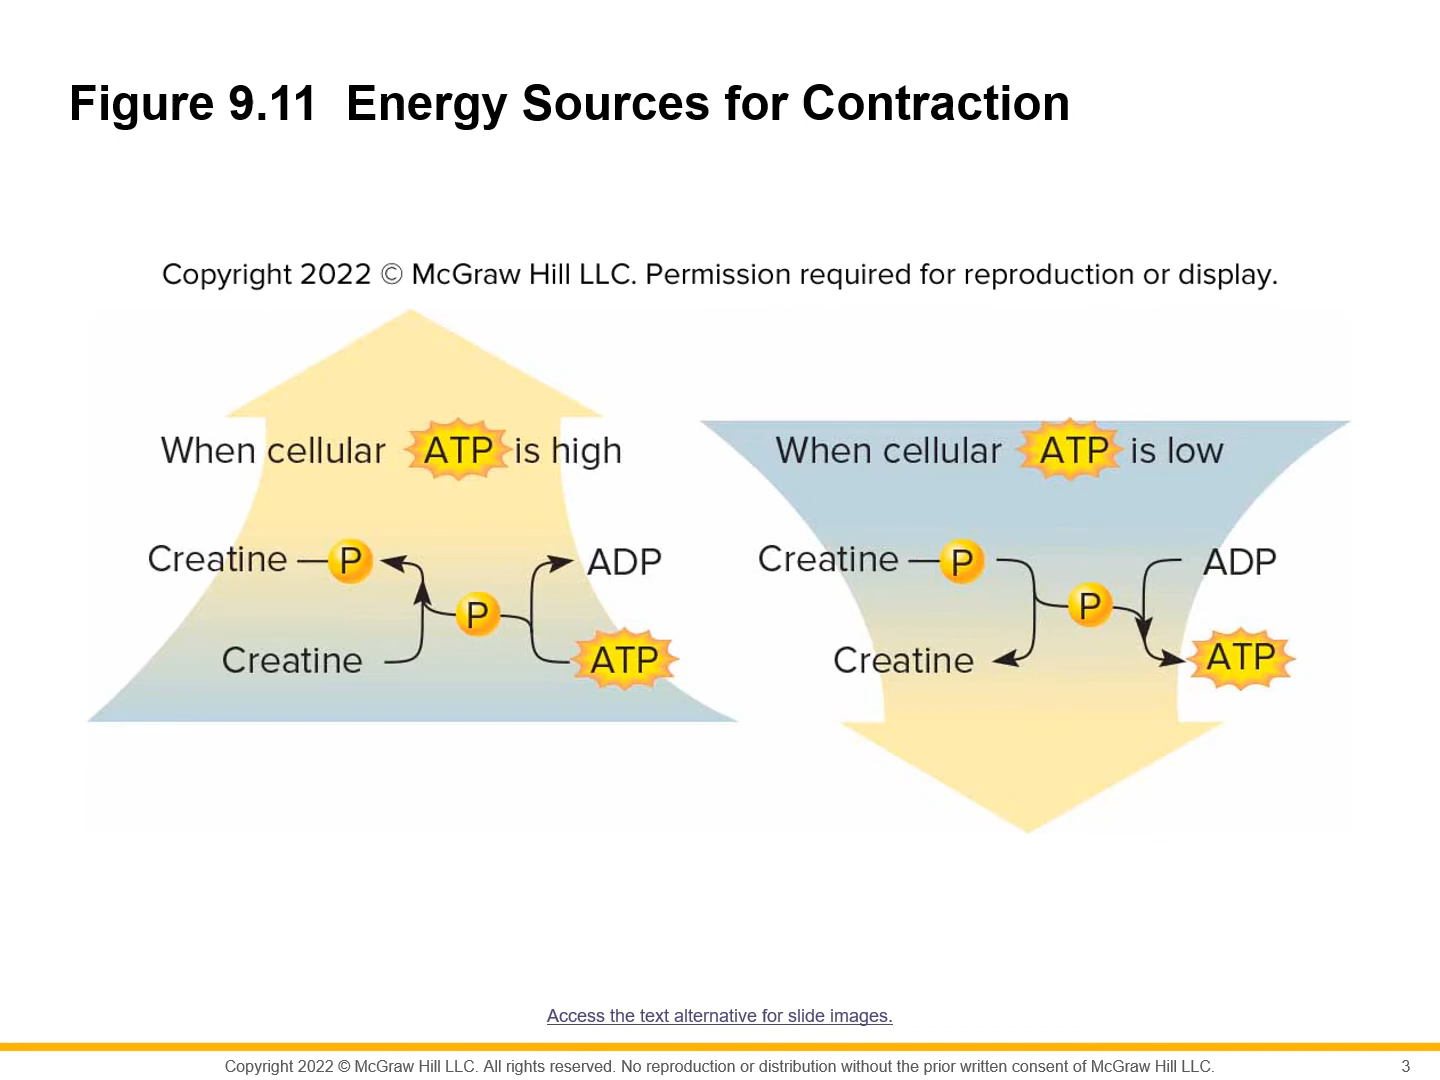 Figure 9.11  Energy Sources for Contraction
Copyright 2022 © McGraw Hill LLC. Permission required for reproduction or display.
When cellular ATP is high
Creatine — P
ADP
P
Creatine
ATP
When cellular ATP is low
Creatine — P
ADP
P
Creatine
ATP
Access the text alternative for slide images.
Copyright 2022 © McGraw Hill LLC. All rights reserved. No reproduction or distribution without the prior written consent of McGraw Hill LLC.
3